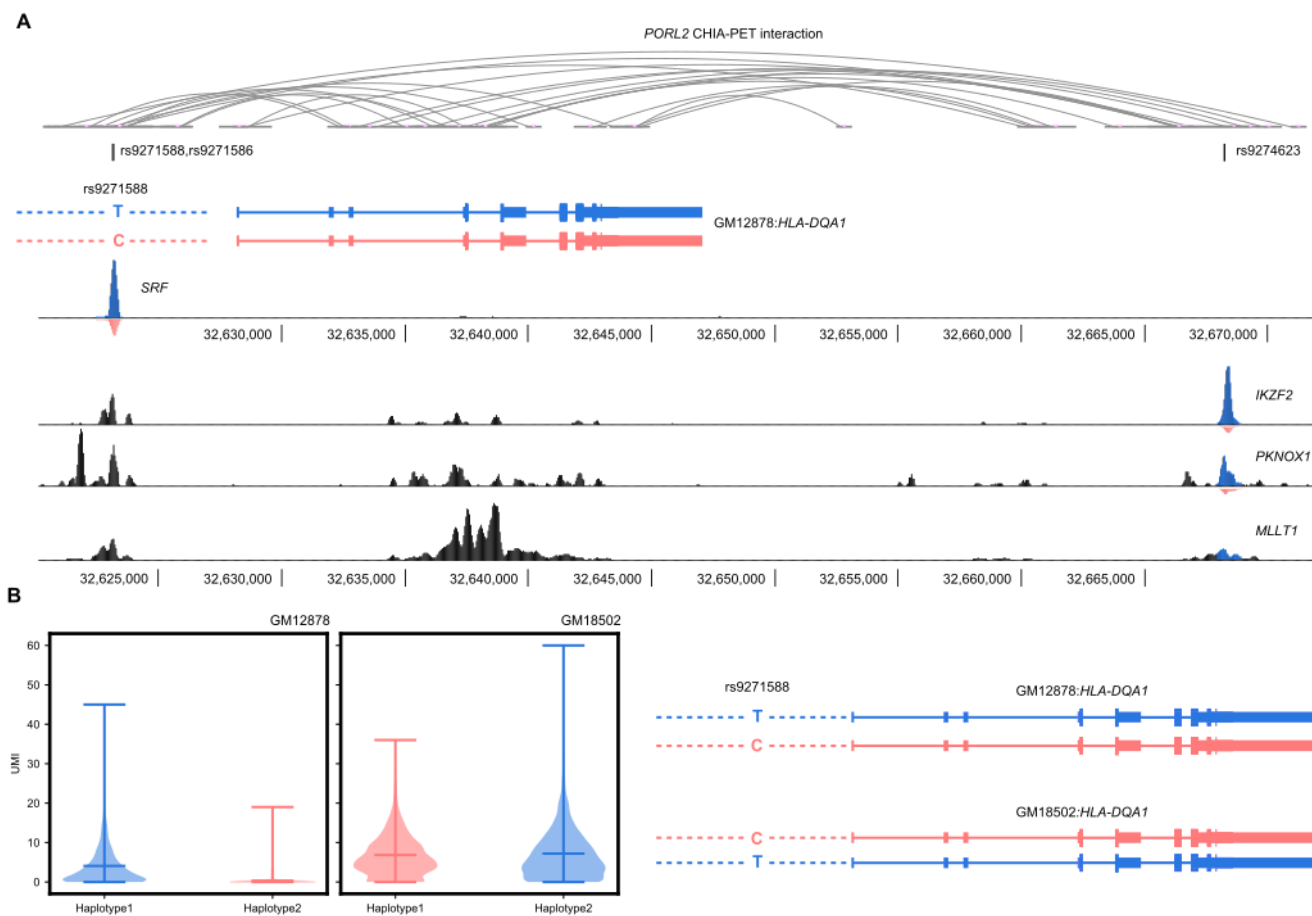 A
PORL2 CHIA-PET interaction
rs9271588,rs9271586
rs9274623
rs9271588
T
C
GM12878:HLA-DQA1
SRF
32,630,000 32,635,000 32,640,000 32,645,000 32,650,000 32,655,000 32,660,000 32,665,000 32,670,000
IKZF2
PKNOX1
MLLT1
32,625,000 32,630,000 32,635,000 32,640,000 32,645,000 32,650,000 32,655,000 32,660,000 32,665,000
B
GM12878 GM18502
60
50
40
30
20
10
0
UMI
Haplotype1 Haplotype2 Haplotype1 Haplotype2
rs9271588 GM12878:HLA-DQA1
T
C
GM18502:HLA-DQA1
C
T